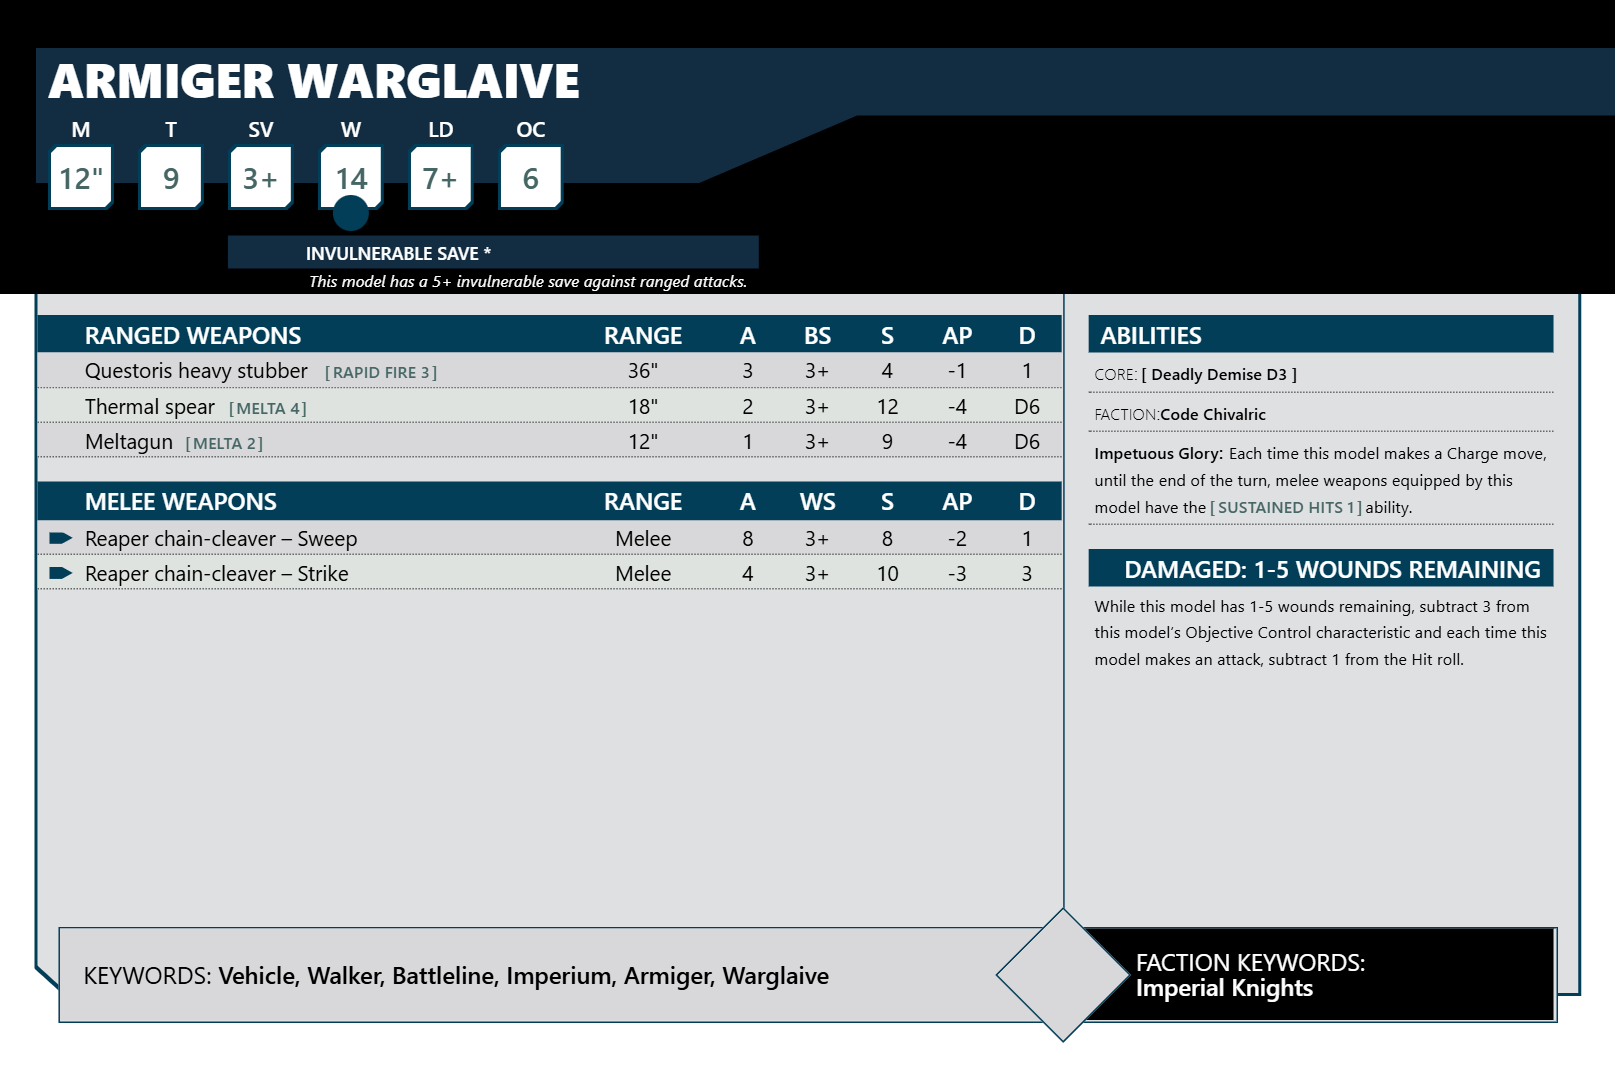 ARMIGER WARGLAIVE
M T SV W LD OC
12" 9 3+ 14 7+ 6
INVULNERABLE SAVE *
This model has a 5+ invulnerable save against ranged attacks.
RANGED WEAPONS RANGE A BS S AP D
Questoris heavy stubber [RAPID FIRE 3] 36" 3 3+ 4 -1 1
Thermal spear [MELTA 4] 18" 2 3+ 12 -4 D6
Meltagun [MELTA 2] 12" 1 3+ 9 -4 D6
MELEE WEAPONS RANGE A WS S AP D
Reaper chain-cleaver – Sweep Melee 8 3+ 8 -2 1
Reaper chain-cleaver – Strike Melee 4 3+ 10 -3 3
ABILITIES
CORE: [ Deadly Demise D3 ]
FACTION:Code Chivalric
Impetuous Glory: Each time this model makes a Charge move,
until the end of the turn, melee weapons equipped by this
model have the [ SUSTAINED HITS 1] ability.
DAMAGED: 1-5 WOUNDS REMAINING
While this model has 1-5 wounds remaining, subtract 3 from
this model's Objective Control characteristic and each time this
model makes an attack, subtract 1 from the Hit roll.
KEYWORDS: Vehicle, Walker, Battleline, Imperium, Armiger, Warglaive
FACTION KEYWORDS:
Imperial Knights